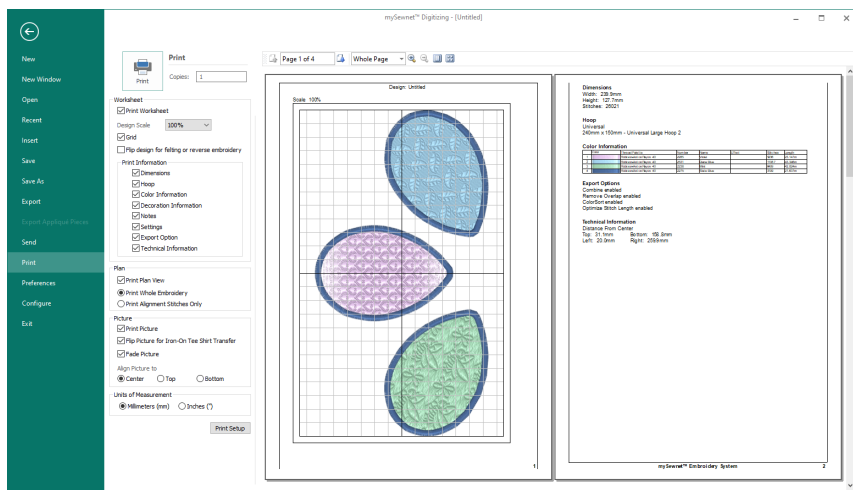 mySewnet™ Digitizing - [Untitled]
New
New Window
Open
Recent
Insert
Save
Save As
Export
Export Applique Pieces
Send
Print
Preferences
Configure
Exit
Print
Print
Copies: 1
Worksheet
Print Worksheet
Design Scale 100%
Grid
Flip design for felting or reverse embroidery
Print Information
Dimensions
Hoop
Color Information
Decoration Information
Notes
Settings
Export Option
Technical Information
Plan
Print Plan View
Print Whole Embroidery
Print Alignment Stitches Only
Picture
Print Picture
Flip Picture for Iron-On Tee Shirt Transfer
Fade Picture
Align Picture to
Center Top Bottom
Units of Measurement
Millimeters (mm) Inches (")
Print Setup
Page 1 of 4 Whole Page
Design: Untitled
Scale: 100%
1
Dimensions
Width: 239.9mm
Height: 127.7mm
Stitches: 26021
Hoop
Universal
240mm x 150mm - Universal Large Hoop 2
Color Information
Export Options
Combine enabled
Remove Overlap enabled
ColorSort enabled
Optimize Stitch Length enabled
Technical Information
Distance From Center
Top: 31.1mm Bottom: 158.8mm
Left: 20.0mm Right: 259.9mm
mySewnet™ Embroidery System 2